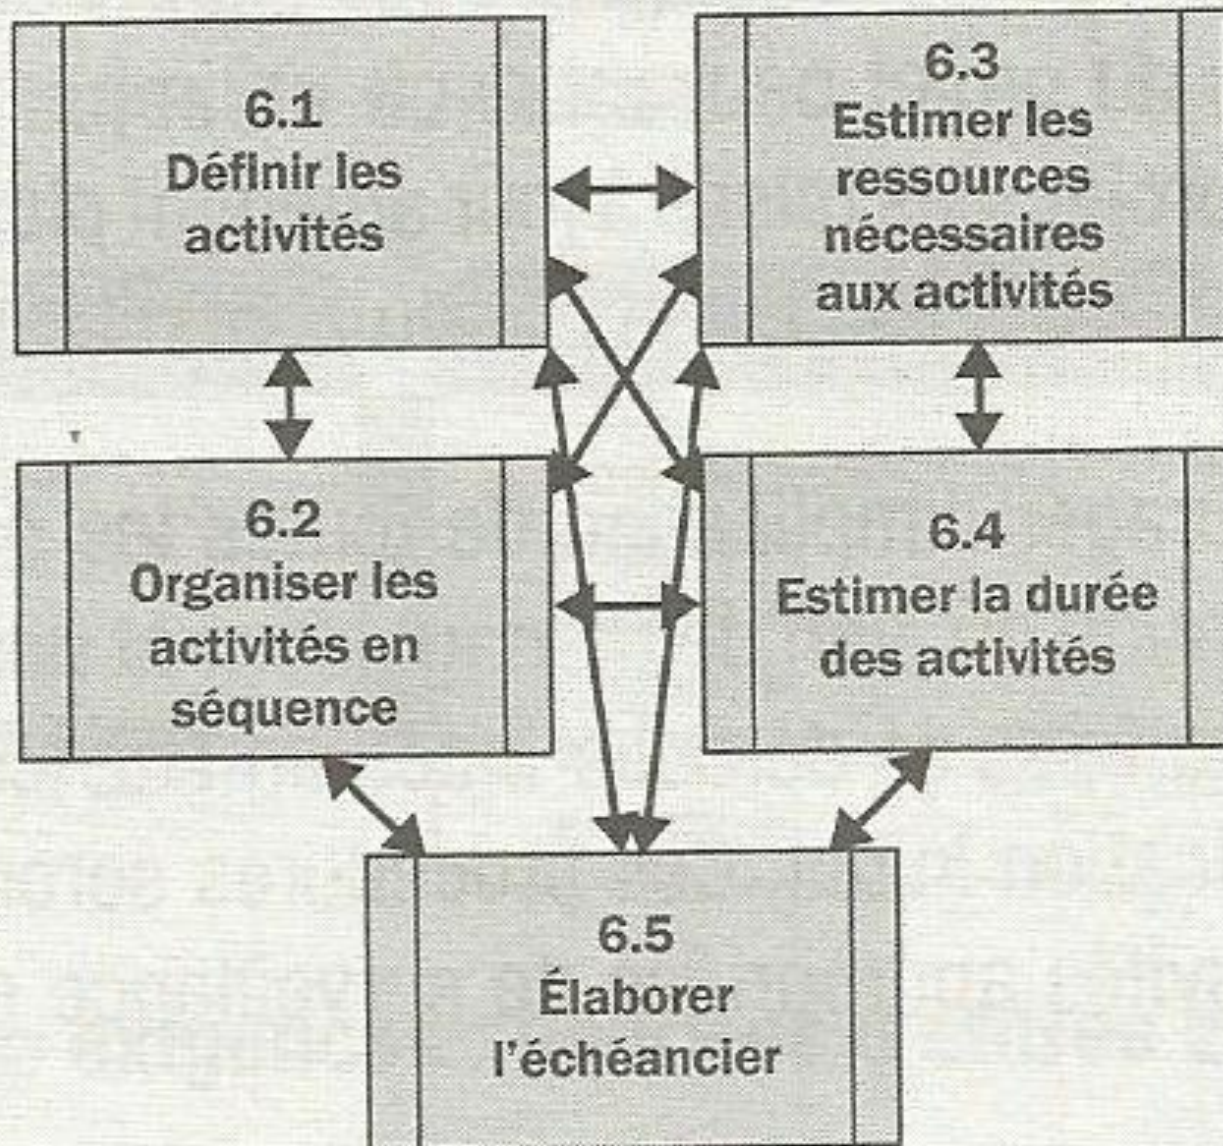 6.1
Définir les
activités
6.3
Estimer les
ressources
nécessaires
aux activités
6.2
Organiser les
activités en
séquence
6.4
Estimer la durée
des activités
6.5
Élaborer
l'échéancier